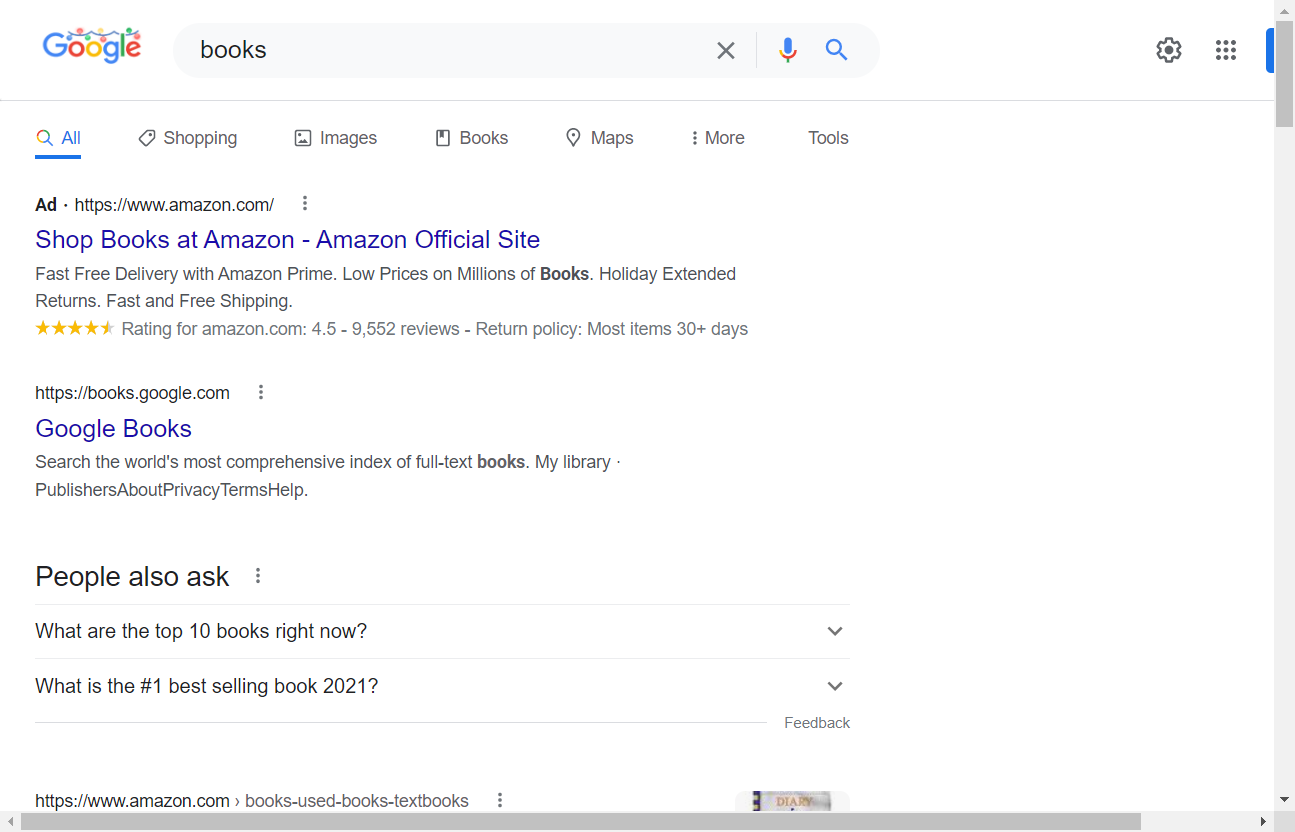 Google
books
All
Shopping
Images
Books
Maps
More
Tools
Ad · https://www.amazon.com/
Shop Books at Amazon - Amazon Official Site
Fast Free Delivery with Amazon Prime. Low Prices on Millions of Books. Holiday Extended
Returns. Fast and Free Shipping.
Rating for amazon.com: 4.5 - 9,552 reviews - Return policy: Most items 30+ days
https://books.google.com
Google Books
Search the world's most comprehensive index of full-text books. My library ·
PublishersAboutPrivacyTermsHelp.
People also ask
What are the top 10 books right now?
What is the #1 best selling book 2021?
Feedback
https://www.amazon.com › books-used-books-textbooks
DIARY